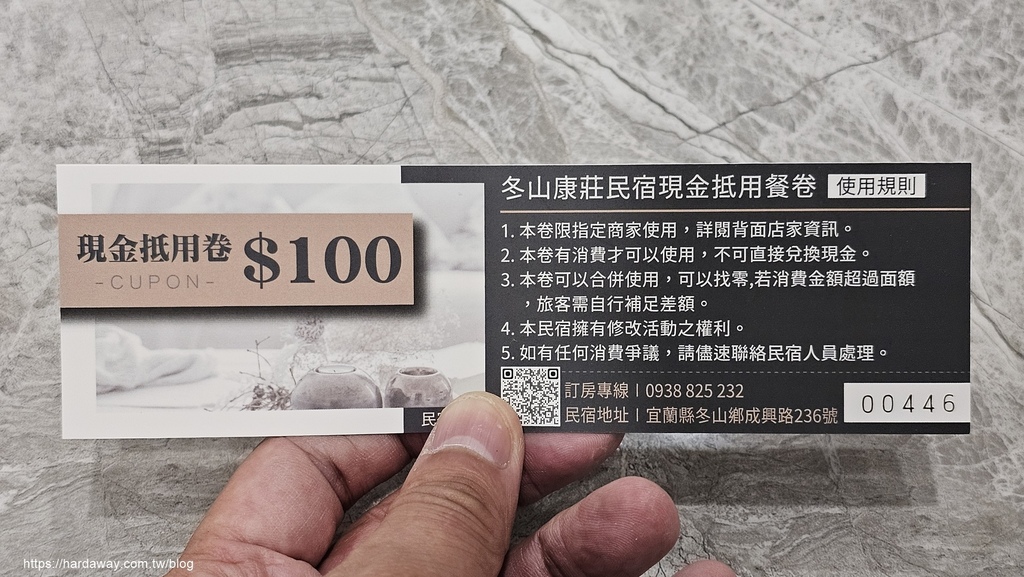 現金抵用卷
-CUPON-
$100
冬山康莊民宿現金抵用餐卷 使用規則
1. 本卷限指定商家使用，詳閱背面店家資訊。
2. 本卷有消費才可以使用，不可直接兌換現金。
3. 本卷可以合併使用，可以找零,若消費金額超過面額
，旅客需自行補足差額。
4. 本民宿擁有修改活動之權利。
5. 如有任何消費爭議，請儘速聯絡民宿人員處理。
訂房專線｜0938 825 232
民宿地址｜宜蘭縣冬山鄉成興路236號
00446
民
https://hardaway.com.tw/blog